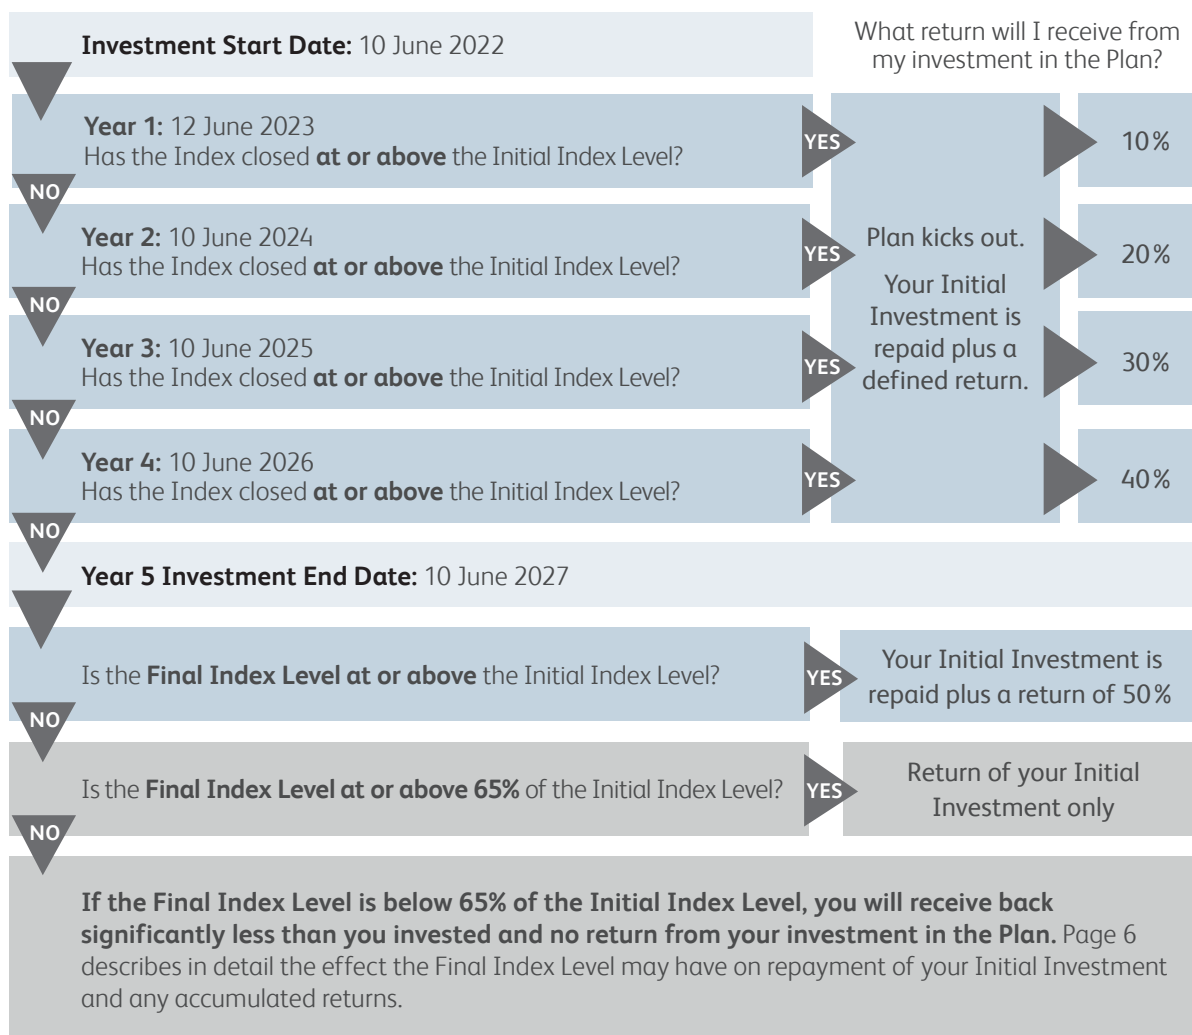 Investment Start Date: 10 June 2022
What return will I receive from
my investment in the Plan?
Year 1: 12 June 2023
Has the Index closed at or above the Initial Index Level?
YES
10%
NO
Year 2: 10 June 2024
Has the Index closed at or above the Initial Index Level?
YES
20%
NO
Year 3: 10 June 2025
Has the Index closed at or above the Initial Index Level?
YES
30%
NO
Year 4: 10 June 2026
Has the Index closed at or above the Initial Index Level?
YES
40%
Plan kicks out.
Your Initial
Investment is
repaid plus a
defined return.
NO
Year 5 Investment End Date: 10 June 2027
Is the Final Index Level at or above the Initial Index Level?
YES
Your Initial Investment is
repaid plus a return of 50%
NO
Is the Final Index Level at or above 65% of the Initial Index Level?
YES
Return of your Initial
Investment only
NO
If the Final Index Level is below 65% of the Initial Index Level, you will receive back
significantly less than you invested and no return from your investment in the Plan. Page 6
describes in detail the effect the Final Index Level may have on repayment of your Initial Investment
and any accumulated returns.